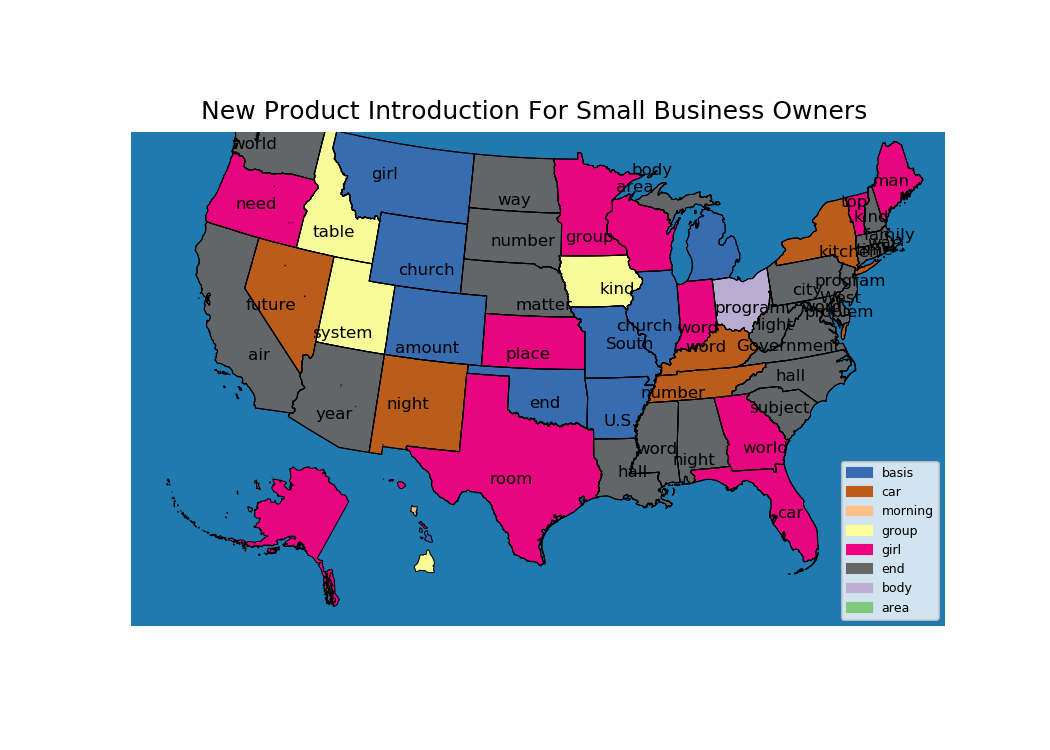 New Product Introduction For Small Business Owners
world
girl
body
area
man
need
way
top
kind
table
number
group
family
kitchen
church
program
city
kind
west
future
matter
program
word
problem
system
church
word
night
air
amount
place
South
word
Government
year
night
end
number
hall
U.S.
subject
room
hall
word
night
world
car
basis
car
morning
group
girl
end
body
area